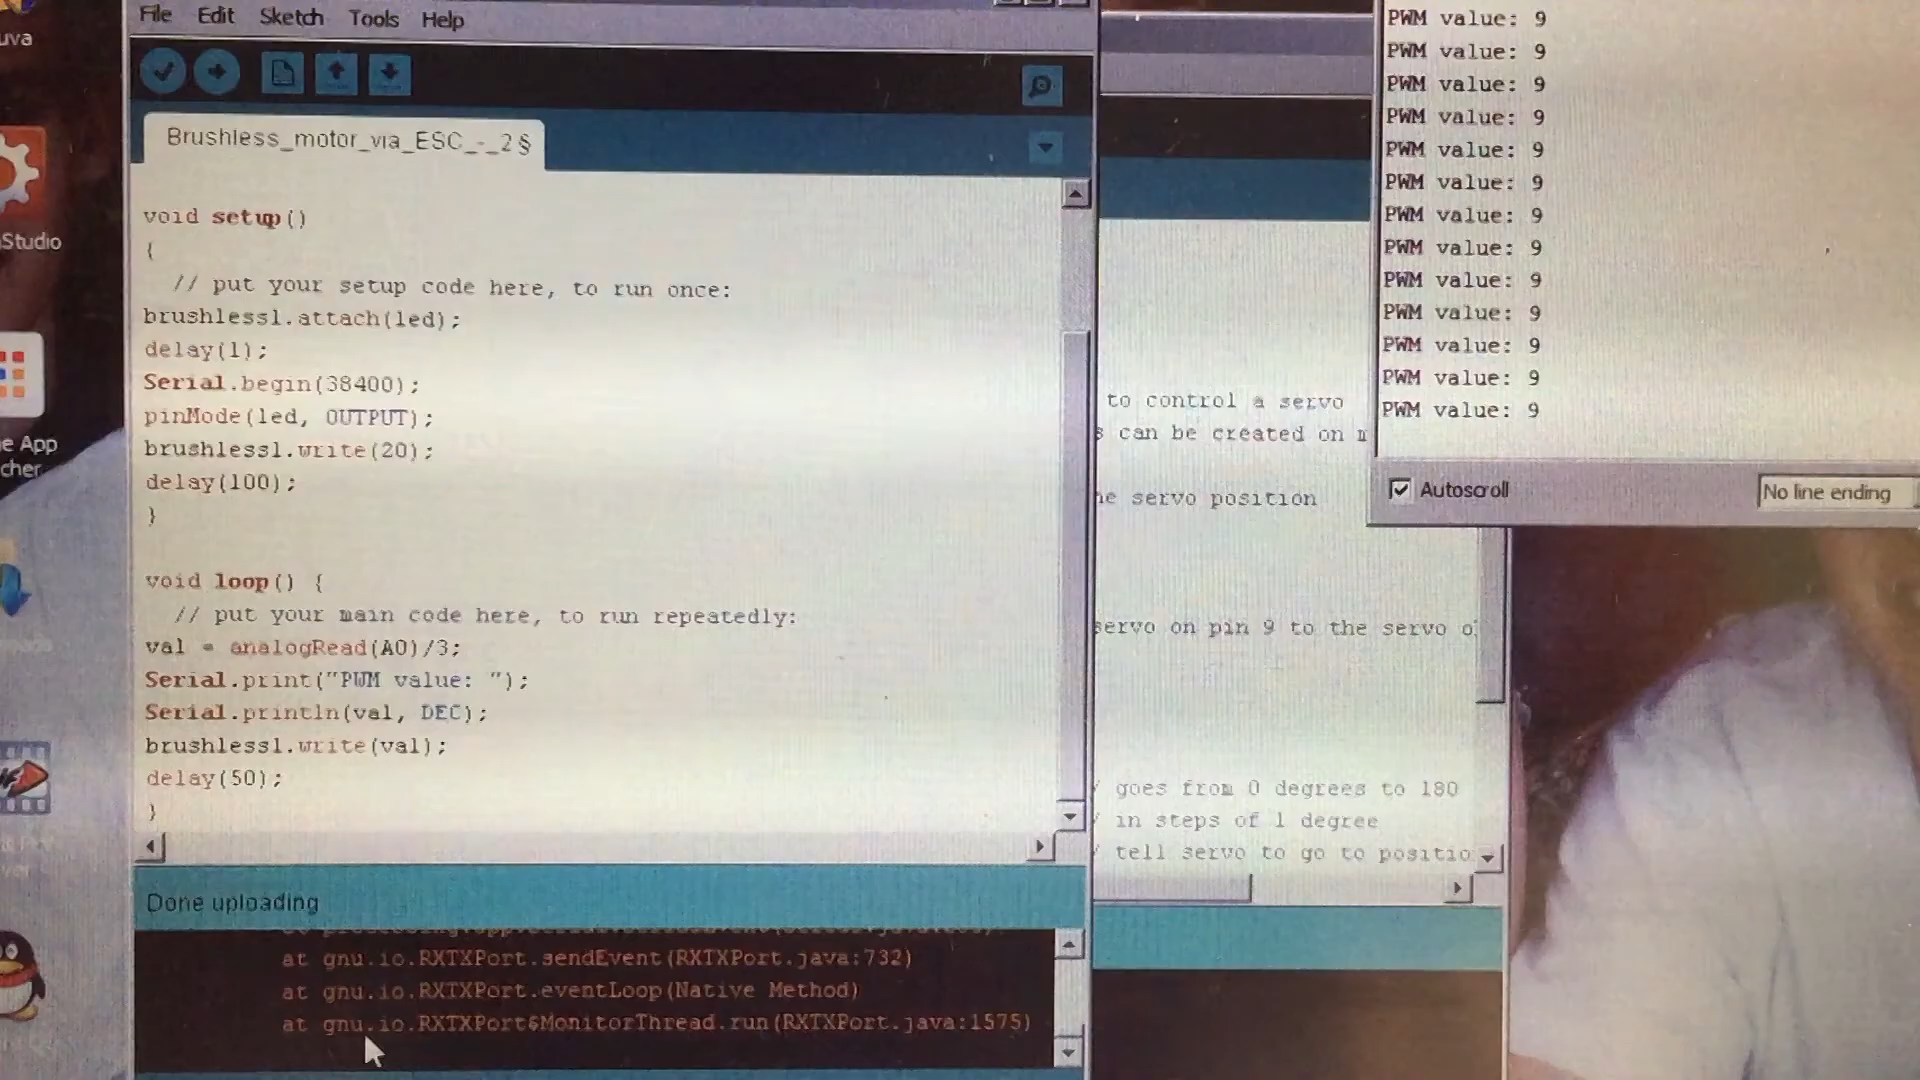 uva
Studio
e App
cher
File Edit Sketch Tools Help
Brushless_motor_via_ESC_-_2 §
void setup()
{
// put your setup code here, to run once:
brushless1.attach(led);
delay(1);
Serial.begin(38400);
pinMode(led, OUTPUT);
brushless1.write(20);
delay(100);
}
void loop() {
// put your main code here, to run repeatedly:
val = analogRead(A0)/3;
Serial.print("PWM value: ");
Serial.println(val, DEC);
brushless1.write(val);
delay(50);
}
Done uploading
at gnu.io.RXTXPort.sendEvent(RXTXPort.java:732)
at gnu.io.RXTXPort.eventLoop(Native Method)
at gnu.io.RXTXPort$MonitorThread.run(RXTXPort.java:1575)
to control a servo
s can be created on m
he servo position
servo on pin 9 to the servo o
goes from 0 degrees to 180
in steps of 1 degree
tell servo to go to positio
PWM value: 9
PWM value: 9
PWM value: 9
PWM value: 9
PWM value: 9
PWM value: 9
PWM value: 9
PWM value: 9
PWM value: 9
PWM value: 9
PWM value: 9
PWM value: 9
PWM value: 9
Autoscroll
No line ending